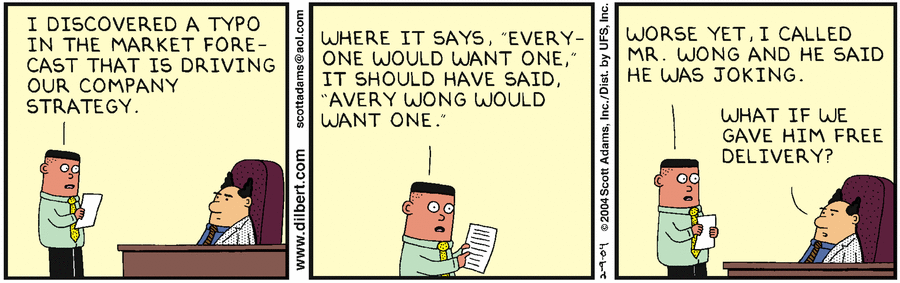 I DISCOVERED A TYPO
IN THE MARKET FORE-
CAST THAT IS DRIVING
OUR COMPANY
STRATEGY.
www.dilbert.com scottadams@aol.com
WHERE IT SAYS, "EVERY-
ONE WOULD WANT ONE,"
IT SHOULD HAVE SAID,
"AVERY WONG WOULD
WANT ONE."
2-9-04 © 2004 Scott Adams, Inc./Dist. by UFS, Inc.
WORSE YET, I CALLED
MR. WONG AND HE SAID
HE WAS JOKING.
WHAT IF WE
GAVE HIM FREE
DELIVERY?